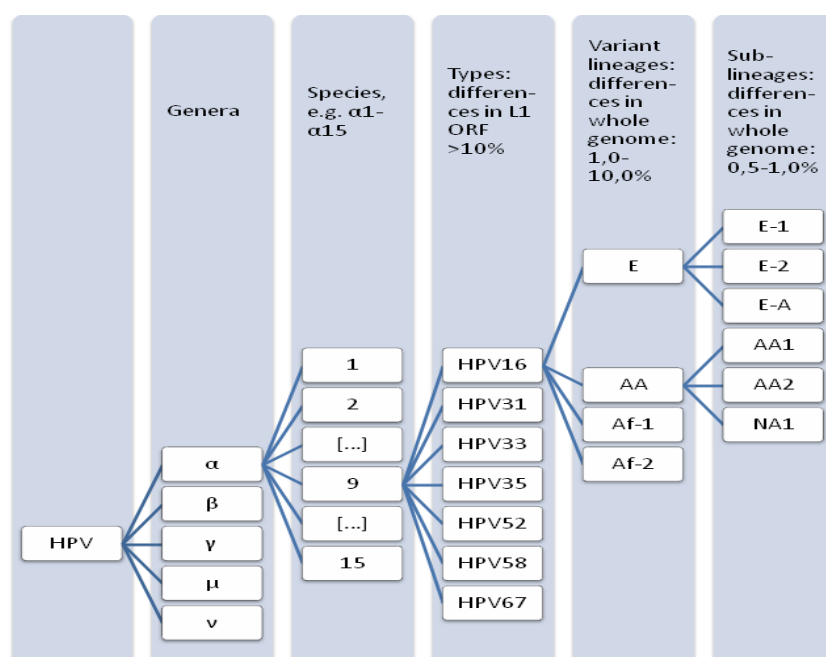 Genera
Species,
e.g. α1-
α15
Types:
differen-
ces in L1
ORF
>10%
Variant
lineages:
differen-
ces in
whole
genome:
1,0-
10,0%
Sub-
lineages:
differen-
ces in
whole
genome:
0,5-1,0%
HPV
α
β
γ
μ
ν
1
2
[...]
9
[...]
15
HPV16
HPV31
HPV33
HPV35
HPV52
HPV58
HPV67
E
AA
Af-1
Af-2
E-1
E-2
E-A
AA1
AA2
NA1